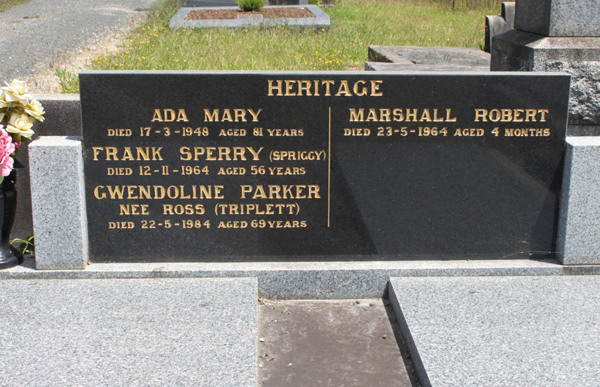 HERITAGE
ADA MARY
DIED 17-3-1948 AGED 81 YEARS
FRANK SPERRY (SPRIGGY)
DIED 12-11-1964 AGED 56 YEARS
GWENDOLINE PARKER
NEE ROSS (TRIPLETT)
DIED 22-5-1984 AGED 69 YEARS
MARSHALL ROBERT
DIED 23-5-1964 AGED 4 MONTHS